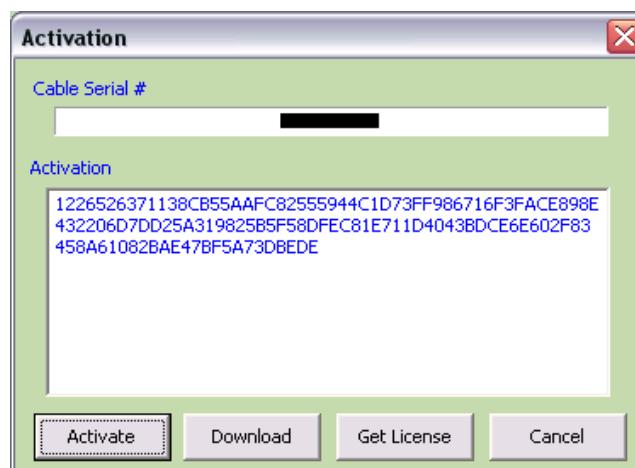 Activation
Cable Serial #
Activation
1226526371138CB55AAFC82555944C1D73FF986716F3FACE898E
432206D7DD25A319825B5F58DFEC81E711D4043BDCE6E602F83
458A61082BAE47BF5A73DBEDE
Activate
Download
Get License
Cancel